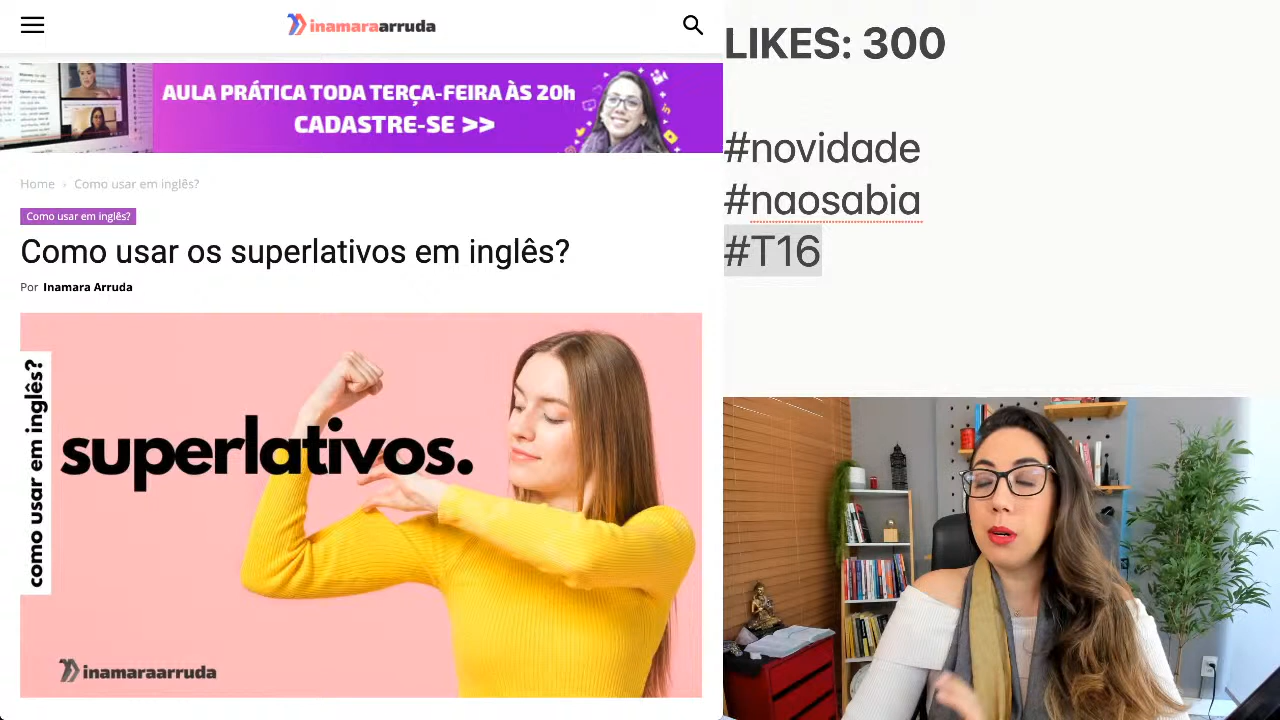 inamaraarruda
AULA PRÁTICA TODA TERÇA-FEIRA ÀS 20h
CADASTRE-SE >>
Home › Como usar em inglês?
Como usar em inglês?
Como usar os superlativos em inglês?
Por Inamara Arruda
como usar em inglês?
superlativos.
inamaraarruda
LIKES: 300
#novidade
#naosabia
#T16